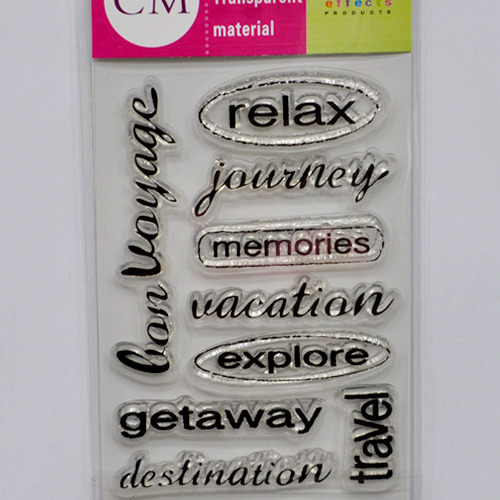 CM
Transparent
material
effects
PRODUCTS
relax
journey
memories
vacation
explore
getaway
destination
bon voyage
travel